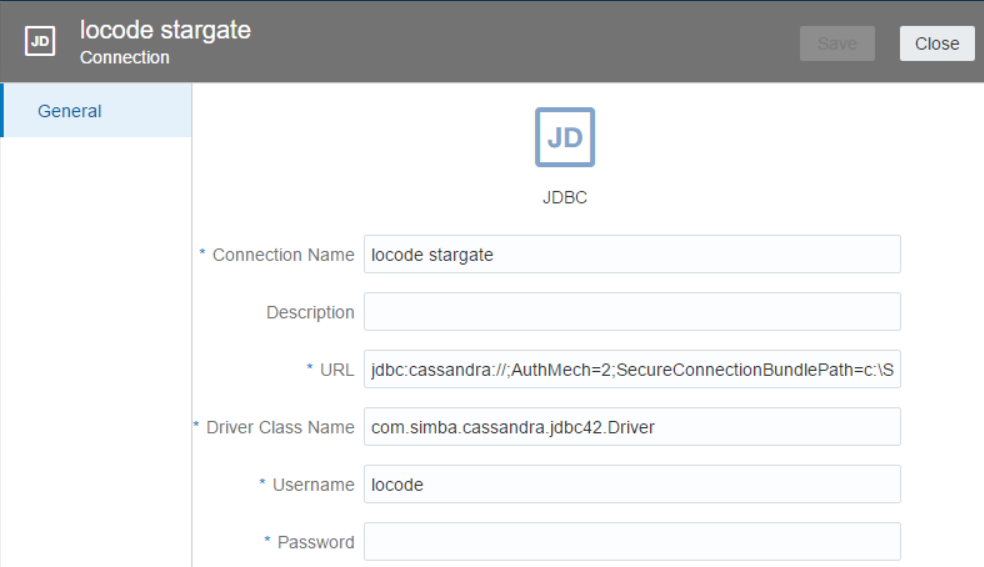 JD
locode stargate
Connection
Save
Close
General
JD
JDBC
* Connection Name locode stargate
Description
* URL jdbc:cassandra://;AuthMech=2;SecureConnectionBundlePath=c:\S
* Driver Class Name com.simba.cassandra.jdbc42.Driver
* Username locode
* Password